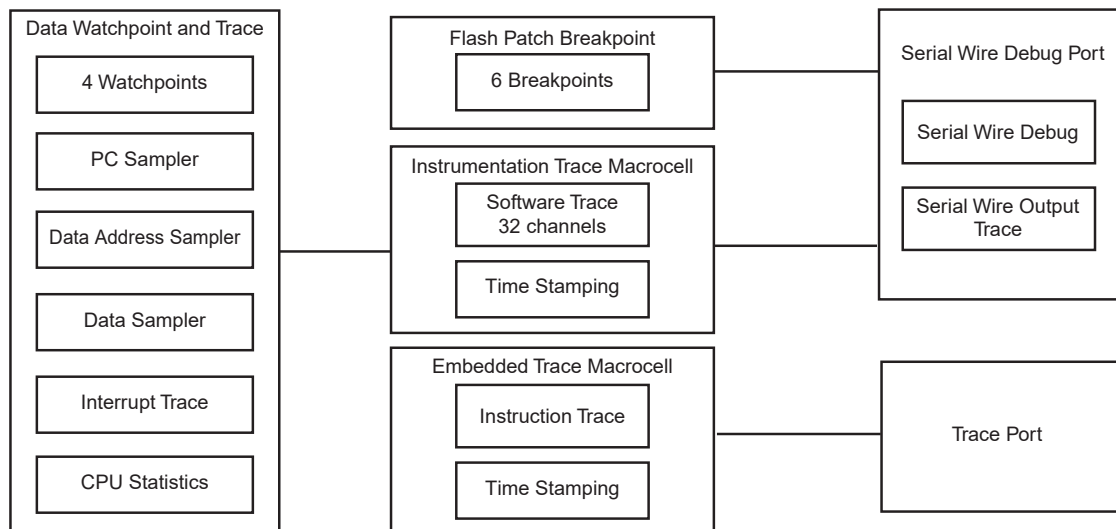 Data Watchpoint and Trace
4 Watchpoints
PC Sampler
Data Address Sampler
Data Sampler
Interrupt Trace
CPU Statistics
Flash Patch Breakpoint
6 Breakpoints
Instrumentation Trace Macrocell
Software Trace
32 channels
Time Stamping
Embedded Trace Macrocell
Instruction Trace
Time Stamping
Serial Wire Debug Port
Serial Wire Debug
Serial Wire Output
Trace
Trace Port